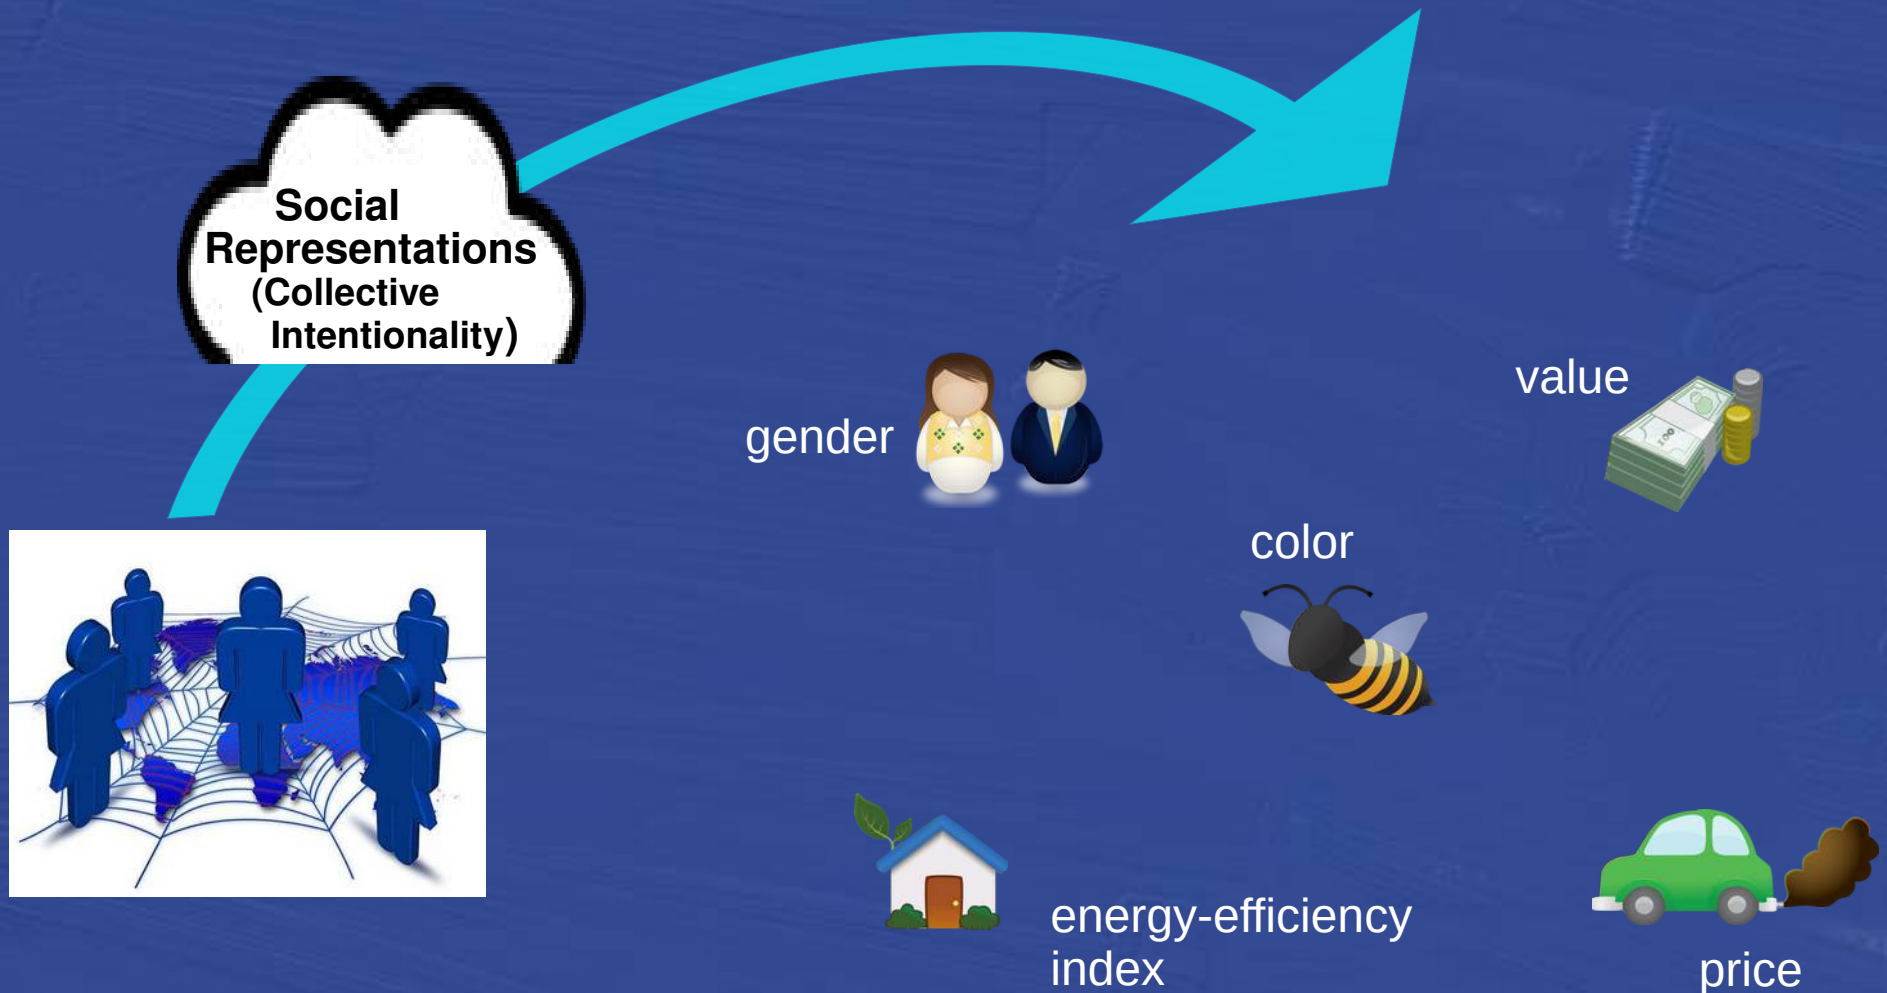 Social
Representations
(Collective
Intentionality)
value
gender
color
energy-efficiency
index
price